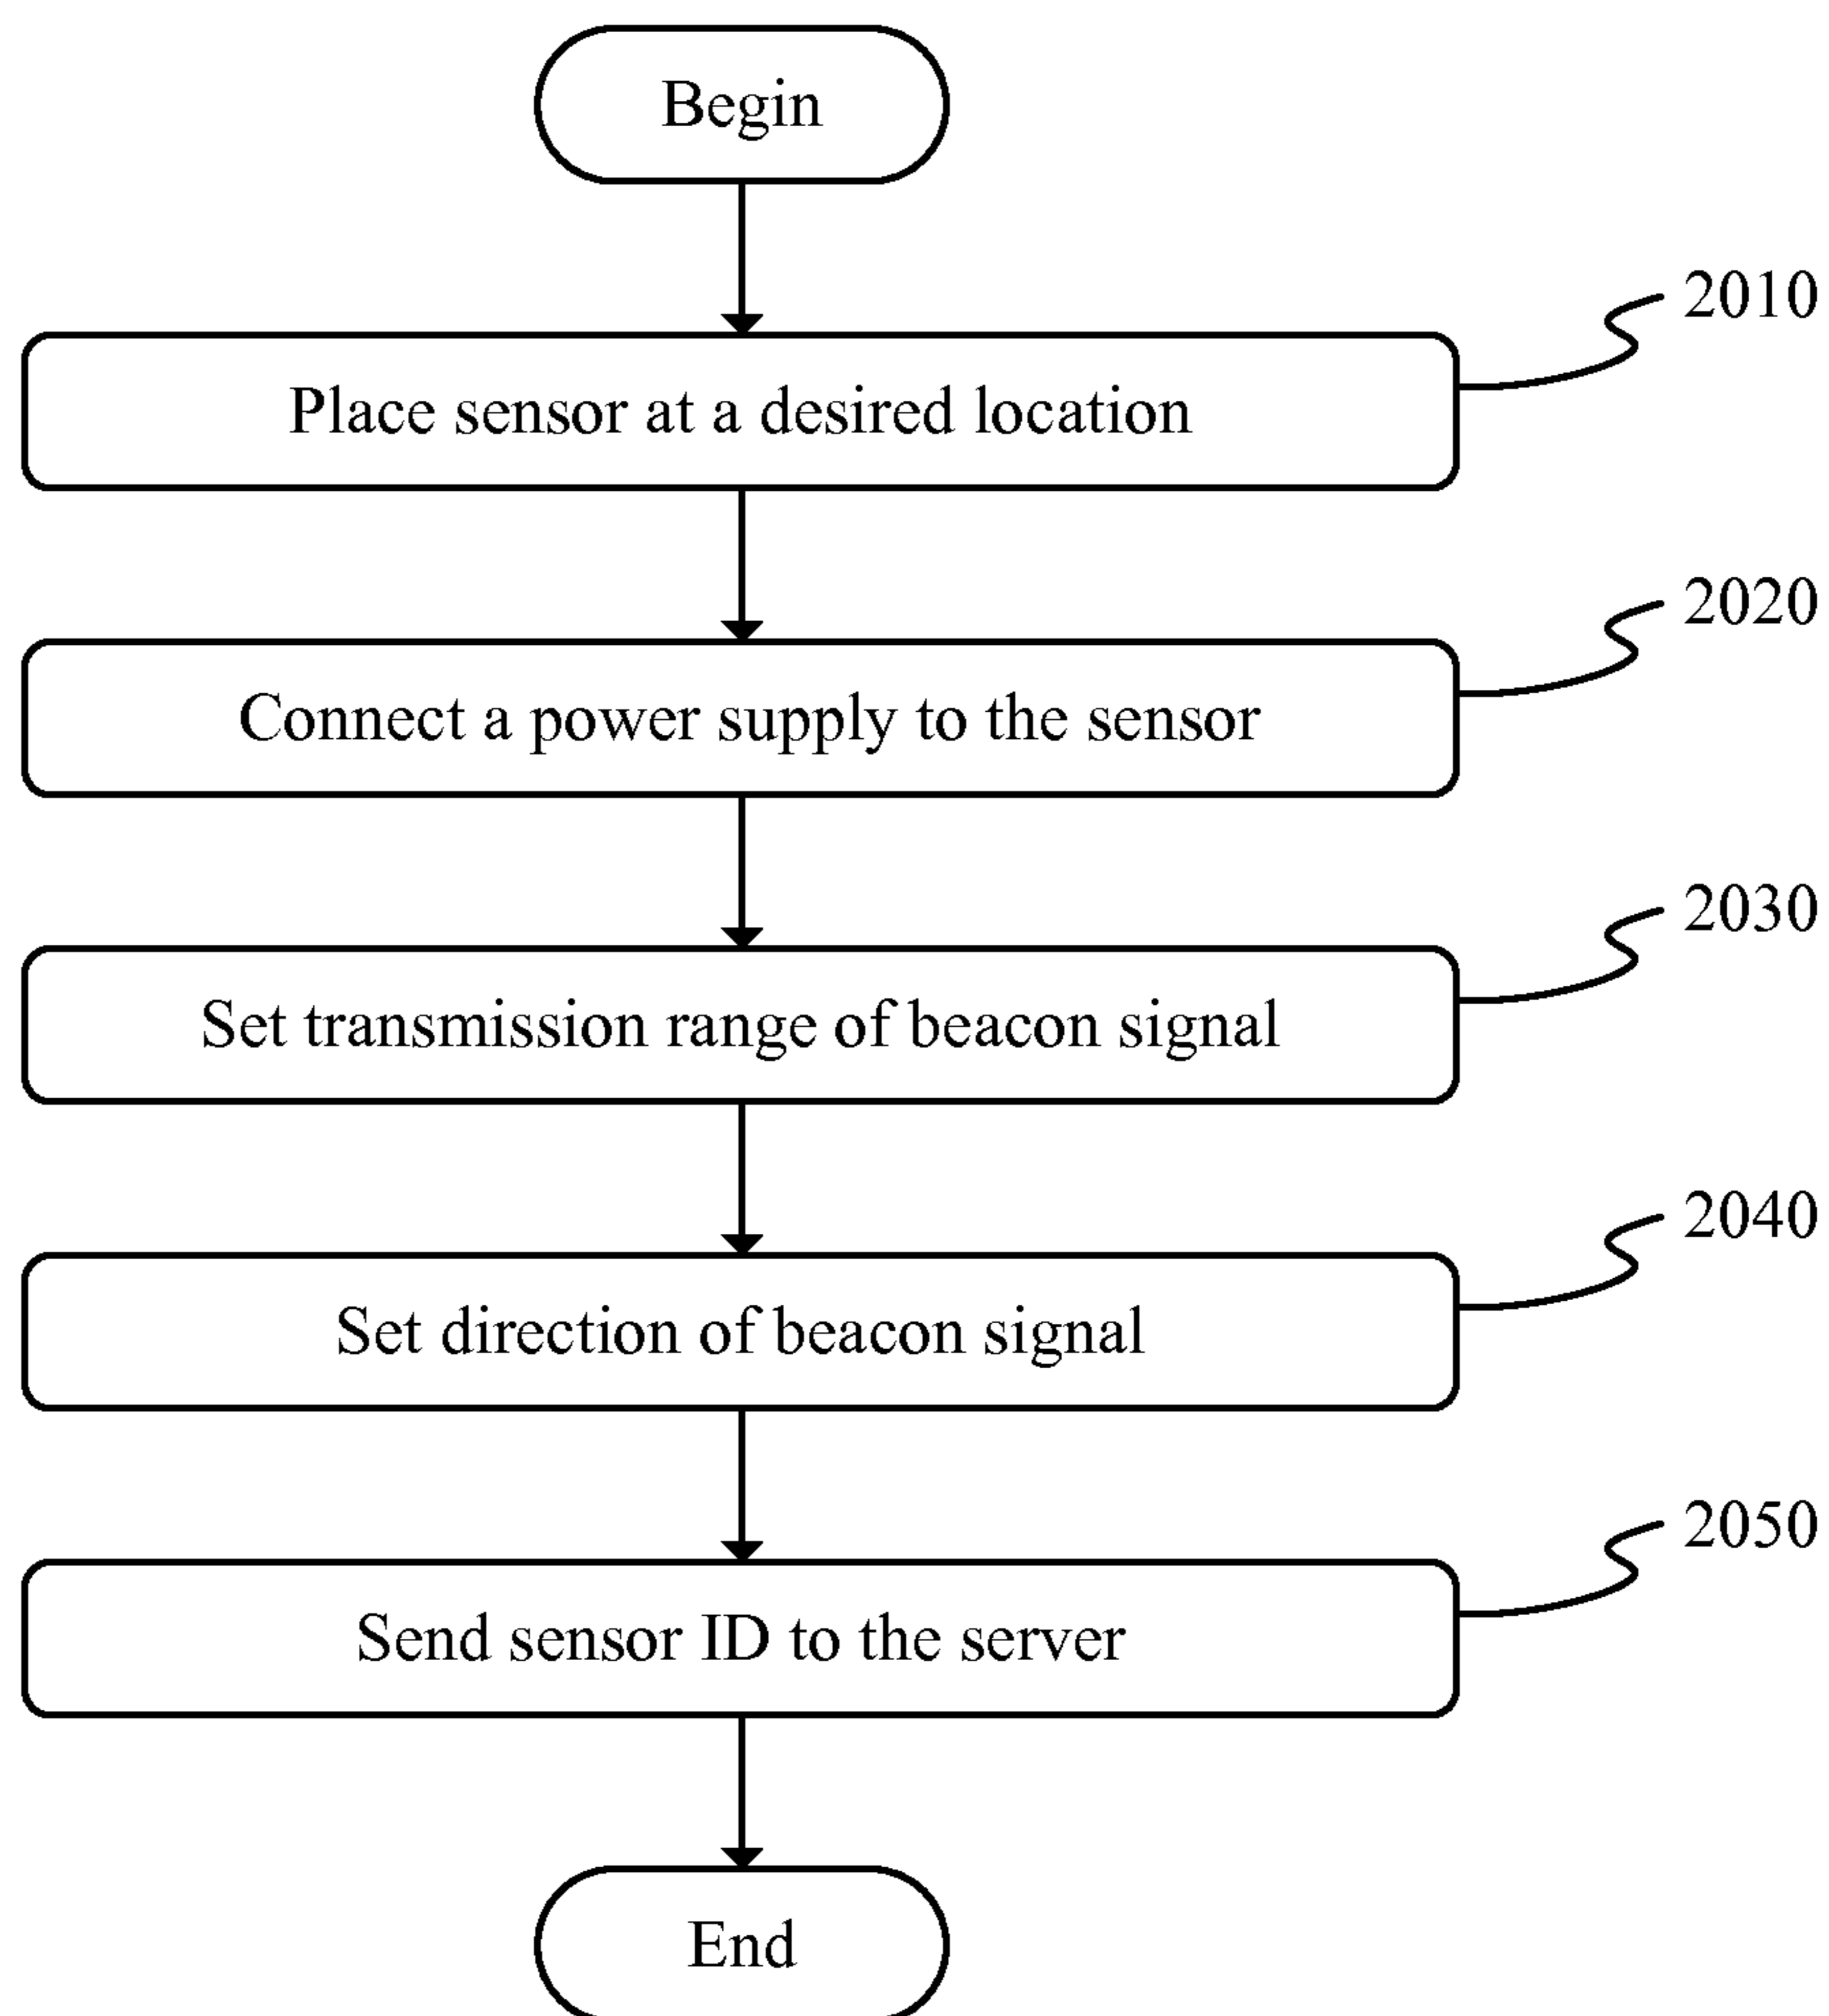 Begin
2010
Place sensor at a desired location
2020
Connect a power supply to the sensor
2030
Set transmission range of beacon signal
2040
Set direction of beacon signal
2050
Send sensor ID to the server
End